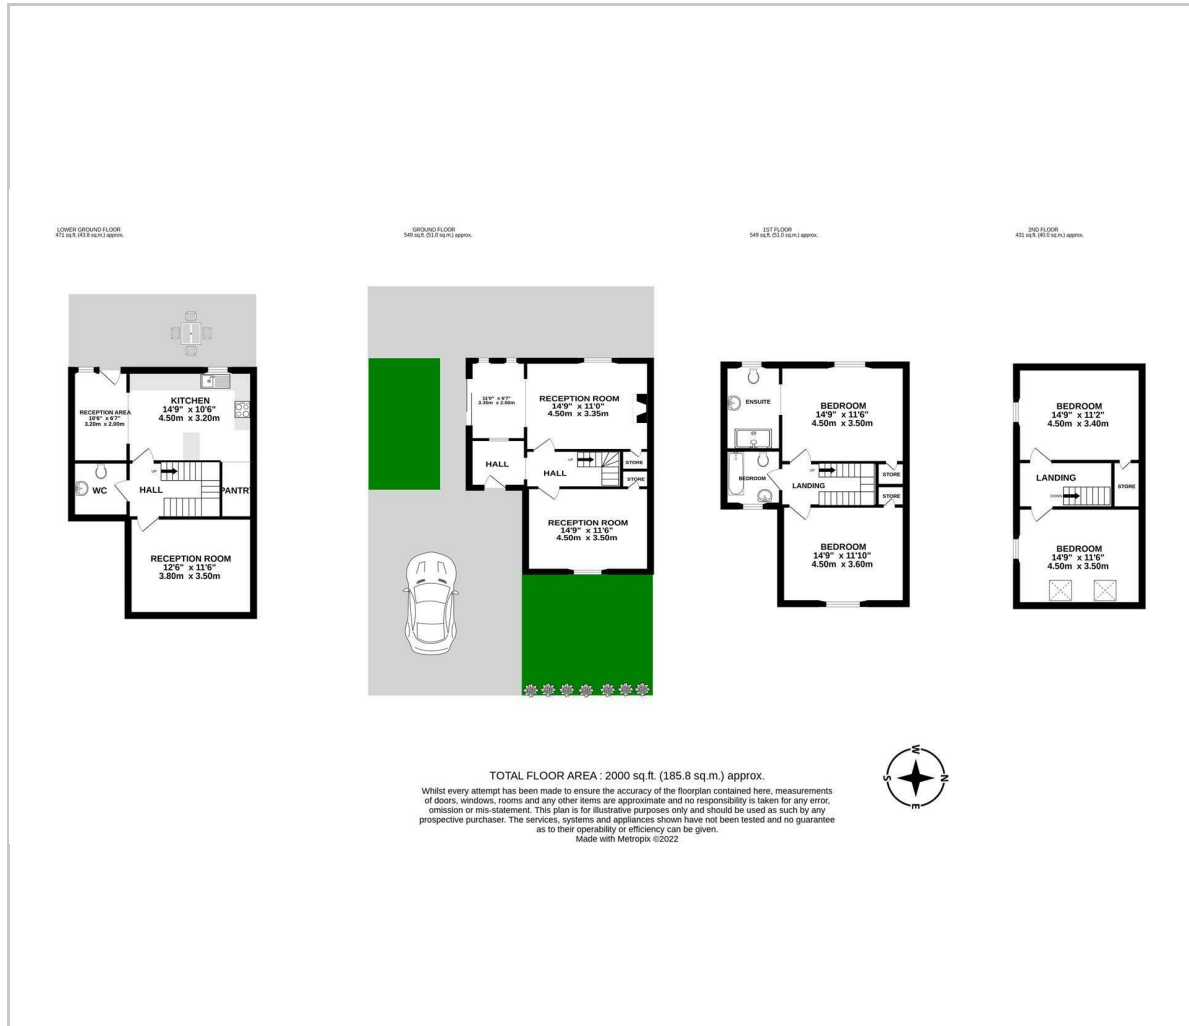 LOWER GROUND FLOOR
471 sq.ft. (43.8 sq.m.) approx.
RECEPTION AREA
10'6" x 6'7"
3.20m x 2.00m
KITCHEN
14'9" x 10'6"
4.50m x 3.20m
WC
HALL
UP
PANTRY
RECEPTION ROOM
12'6" x 11'6"
3.80m x 3.50m
GROUND FLOOR
549 sq.ft. (51.0 sq.m.) approx.
11'0" x 6'7"
3.35m x 2.00m
RECEPTION ROOM
14'9" x 11'0"
4.50m x 3.35m
HALL
HALL
UP
STORE
STORE
RECEPTION ROOM
14'9" x 11'6"
4.50m x 3.50m
1ST FLOOR
549 sq.ft. (51.0 sq.m.) approx.
ENSUITE
BEDROOM
14'9" x 11'6"
4.50m x 3.50m
BEDROOM
LANDING
UP
STORE
STORE
BEDROOM
14'9" x 11'10"
4.50m x 3.60m
2ND FLOOR
431 sq.ft. (40.0 sq.m.) approx.
BEDROOM
14'9" x 11'2"
4.50m x 3.40m
LANDING
DOWN
STORE
BEDROOM
14'9" x 11'6"
4.50m x 3.50m
W
N
E
S
TOTAL FLOOR AREA : 2000 sq.ft. (185.8 sq.m.) approx.
Whilst every attempt has been made to ensure the accuracy of the floorplan contained here, measurements
of doors, windows, rooms and any other items are approximate and no responsibility is taken for any error,
omission or mis-statement. This plan is for illustrative purposes only and should be used as such by any
prospective purchaser. The services, systems and appliances shown have not been tested and no guarantee
as to their operability or efficiency can be given.
Made with Metropix ©2022